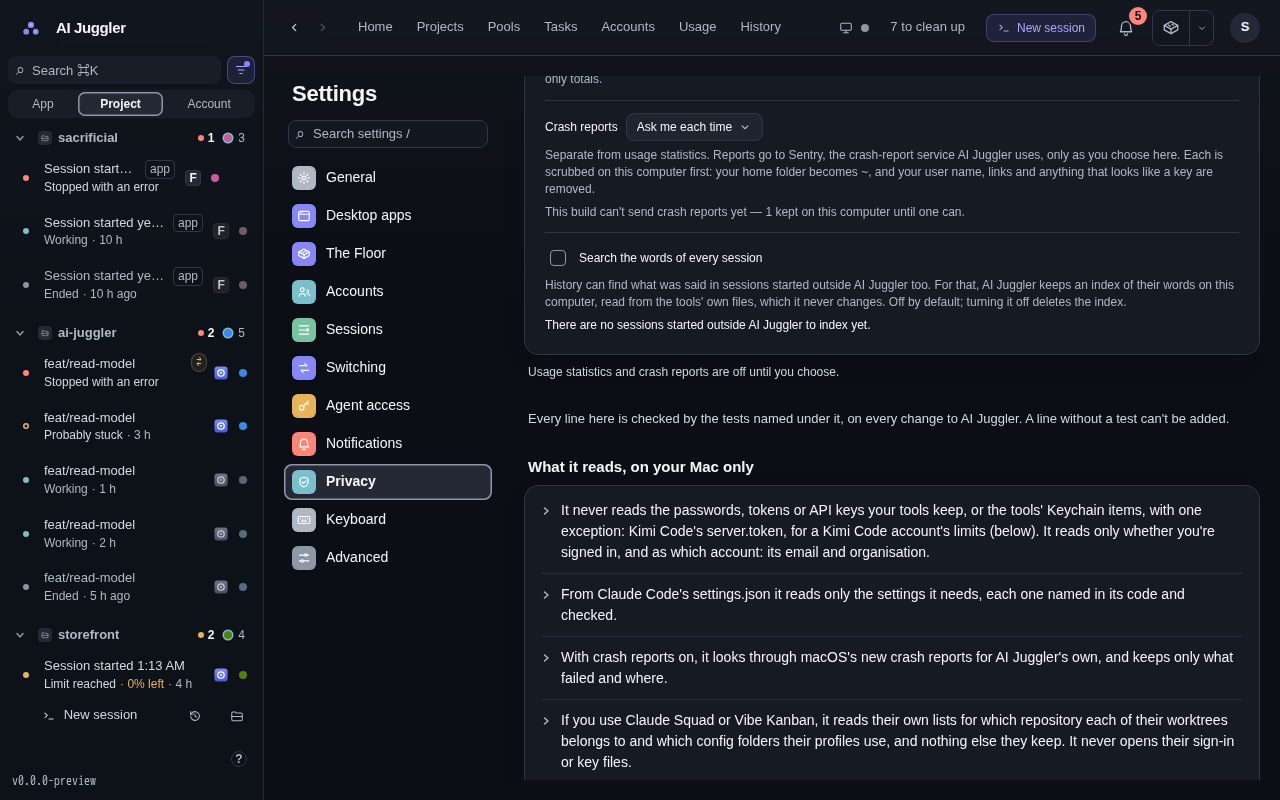 AI Juggler
Search ⌘K
App Project Account
sacrificial 1 3
Session start… app
Stopped with an error
F
Session started ye… app
Working · 10 h
F
Session started ye… app
Ended · 10 h ago
F
ai-juggler 2 5
feat/read-model
Stopped with an error
feat/read-model
Probably stuck · 3 h
feat/read-model
Working · 1 h
feat/read-model
Working · 2 h
feat/read-model
Ended · 5 h ago
storefront 2 4
Session started 1:13 AM
Limit reached · 0% left · 4 h
New session
?
v0.0.0-preview
Home Projects Pools Tasks Accounts Usage History
7 to clean up
New session
5
S
Settings
Search settings /
General
Desktop apps
The Floor
Accounts
Sessions
Switching
Agent access
Notifications
Privacy
Keyboard
Advanced
only totals.
Crash reports Ask me each time
Separate from usage statistics. Reports go to Sentry, the crash-report service AI Juggler uses, only as you choose here. Each is
scrubbed on this computer first: your home folder becomes ~, and your user name, links and anything that looks like a key are
removed.
This build can't send crash reports yet — 1 kept on this computer until one can.
Search the words of every session
History can find what was said in sessions started outside AI Juggler too. For that, AI Juggler keeps an index of their words on this
computer, read from the tools' own files, which it never changes. Off by default; turning it off deletes the index.
There are no sessions started outside AI Juggler to index yet.
Usage statistics and crash reports are off until you choose.
Every line here is checked by the tests named under it, on every change to AI Juggler. A line without a test can't be added.
What it reads, on your Mac only
It never reads the passwords, tokens or API keys your tools keep, or the tools' Keychain items, with one
exception: Kimi Code's server.token, for a Kimi Code account's limits (below). It reads only whether you're
signed in, and as which account: its email and organisation.
From Claude Code's settings.json it reads only the settings it needs, each one named in its code and
checked.
With crash reports on, it looks through macOS's new crash reports for AI Juggler's own, and keeps only what
failed and where.
If you use Claude Squad or Vibe Kanban, it reads their own lists for which repository each of their worktrees
belongs to and which config folders their profiles use, and nothing else they keep. It never opens their sign-in
or key files.